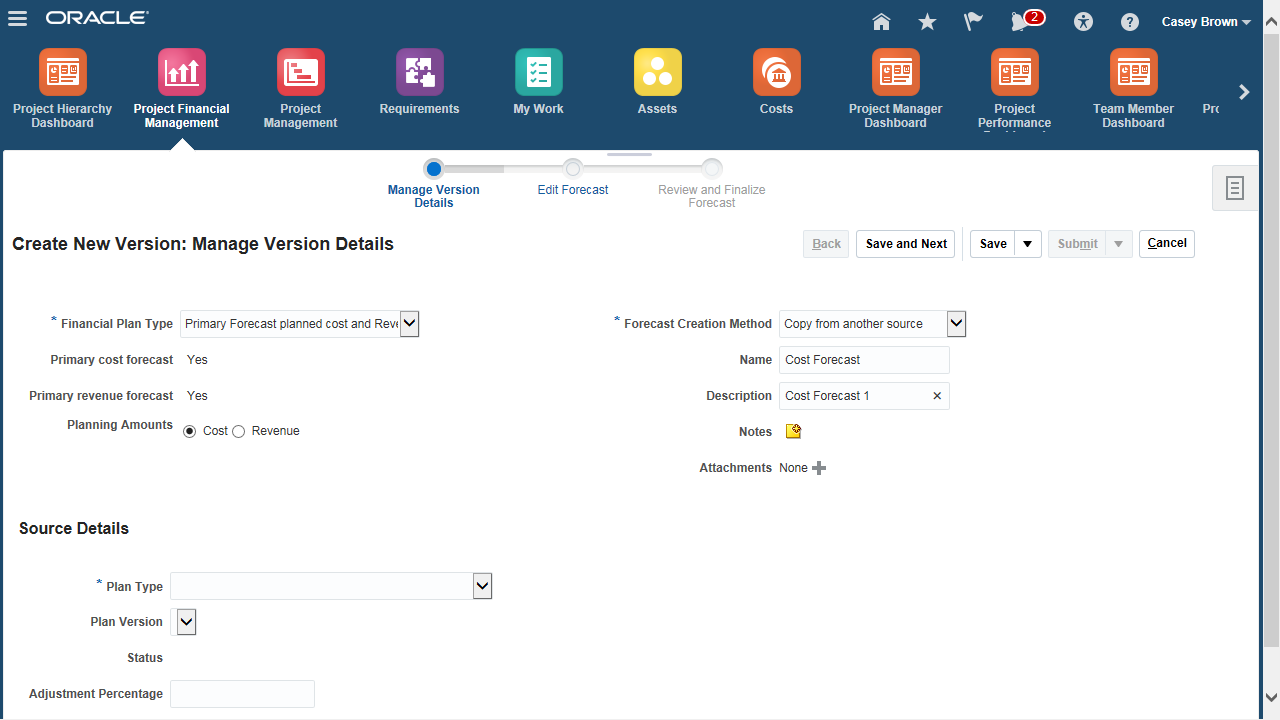 ORACLE
2
Casey Brown
Project Hierarchy
Dashboard
Project Financial
Management
Project
Management
Requirements
My Work
Assets
Costs
Project Manager
Dashboard
Project
Performance
Team Member
Dashboard
Manage Version
Details
Edit Forecast
Review and Finalize
Forecast
Create New Version: Manage Version Details
Back
Save and Next
Save
Submit
Cancel
* Financial Plan Type Primary Forecast planned cost and Reve
Primary cost forecast Yes
Primary revenue forecast Yes
Planning Amounts Cost Revenue
* Forecast Creation Method Copy from another source
Name Cost Forecast
Description Cost Forecast 1
Notes
Attachments None
Source Details
* Plan Type
Plan Version
Status
Adjustment Percentage